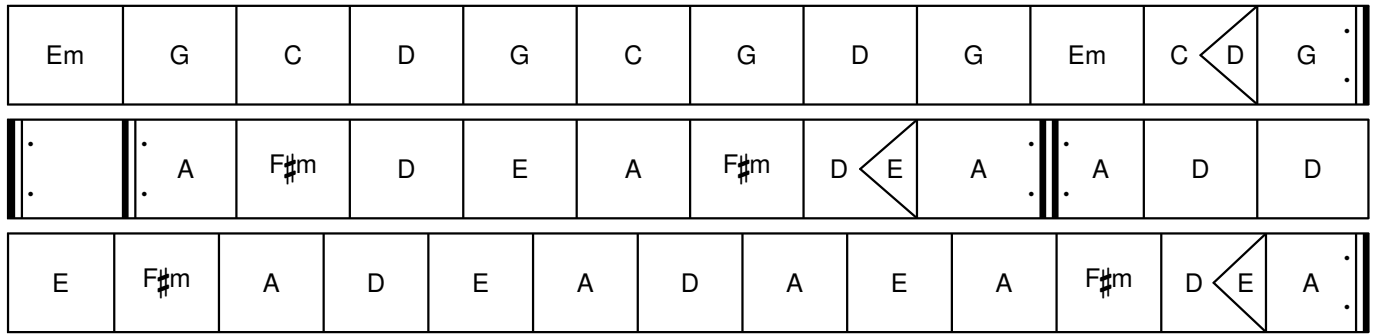 Em G C D G C G D G Em C D G
A F♯m D E A F♯m D E A A D D
E F♯m A D E A D A E A F♯m D E A